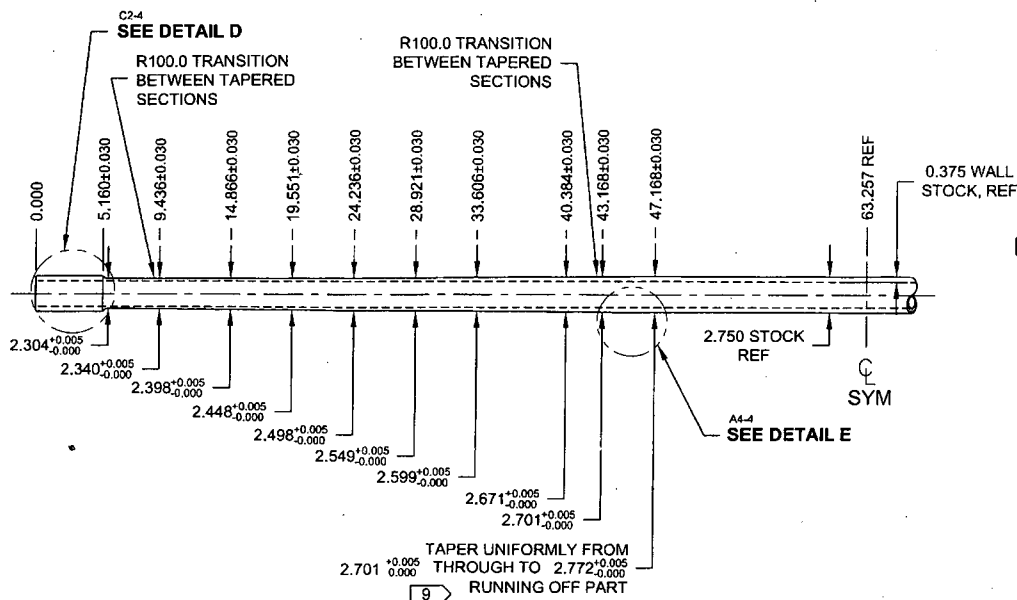 C2-4
SEE DETAIL D
R100.0 TRANSITION
BETWEEN TAPERED
SECTIONS
R100.0 TRANSITION
BETWEEN TAPERED
SECTIONS
0.000
5.160±0.030
9.436±0.030
14.866±0.030
19.551±0.030
24.236±0.030
28.921±0.030
33.606±0.030
40.384±0.030
43.168±0.030
47.168±0.030
63.257 REF
0.375 WALL
STOCK, REF
2.304 +0.005 -0.000
2.340 +0.005 -0.000
2.398 +0.005 -0.000
2.448 +0.005 -0.000
2.498 +0.005 -0.000
2.549 +0.005 -0.000
2.599 +0.005 -0.000
2.671 +0.005 -0.000
2.701 +0.005 -0.000
2.750 STOCK
REF
℄
SYM
A4-4
SEE DETAIL E
TAPER UNIFORMLY FROM
2.701 +0.005 0.000 THROUGH TO 2.772 +0.005 -0.000
9 RUNNING OFF PART